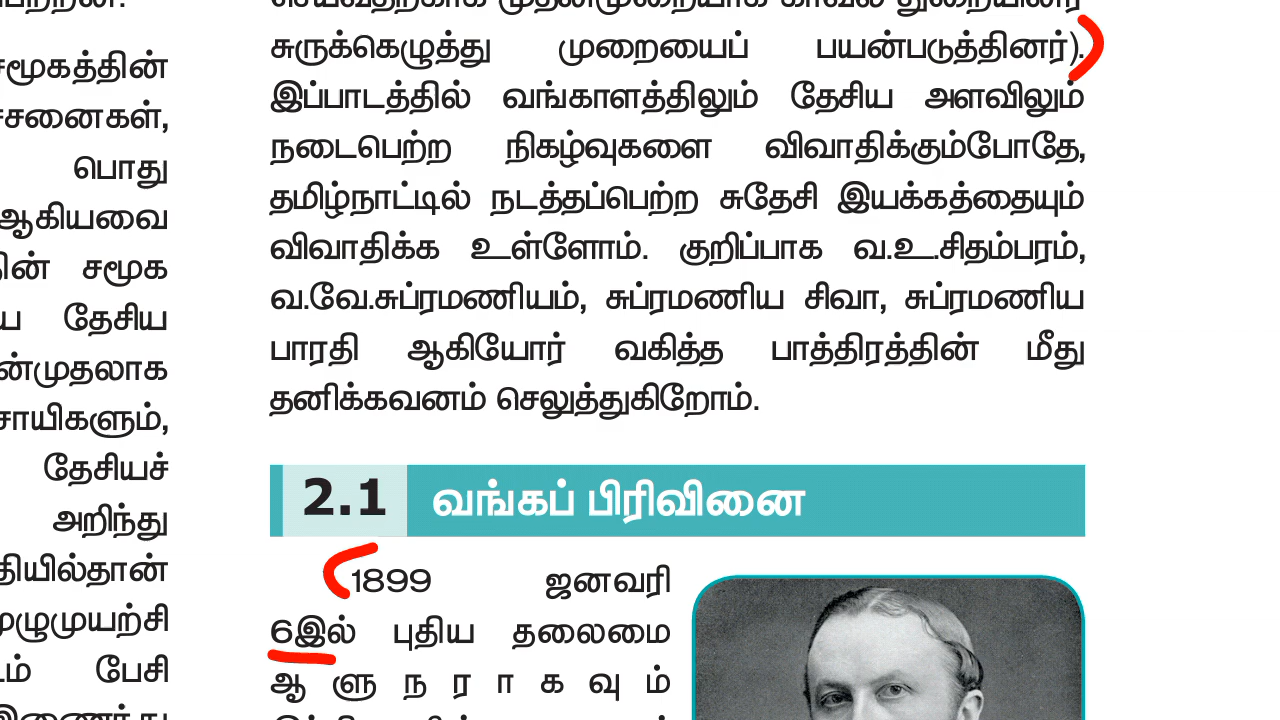 சமூகத்தின்
பொது
ஆகியவை
சமூக
தேசிய
தேசியச்
அறிந்து
பேசி
சுருக்கெழுத்து முறையைப் பயன்படுத்தினர்).
இப்பாடத்தில் வங்காளத்திலும் தேசிய அளவிலும்
நடைபெற்ற நிகழ்வுகளை விவாதிக்கும்போதே,
தமிழ்நாட்டில் நடத்தப்பெற்ற சுதேசி இயக்கத்தையும்
விவாதிக்க உள்ளோம். குறிப்பாக வ.உ.சிதம்பரம்,
வ.வே.சுப்ரமணியம், சுப்ரமணிய சிவா, சுப்ரமணிய
பாரதி ஆகியோர் வகித்த பாத்திரத்தின் மீது
தனிக்கவனம் செலுத்துகிறோம்.
2.1 வங்கப் பிரிவினை
1899 ஜனவரி
6இல் புதிய தலைமை
ஆளுநராகவும்